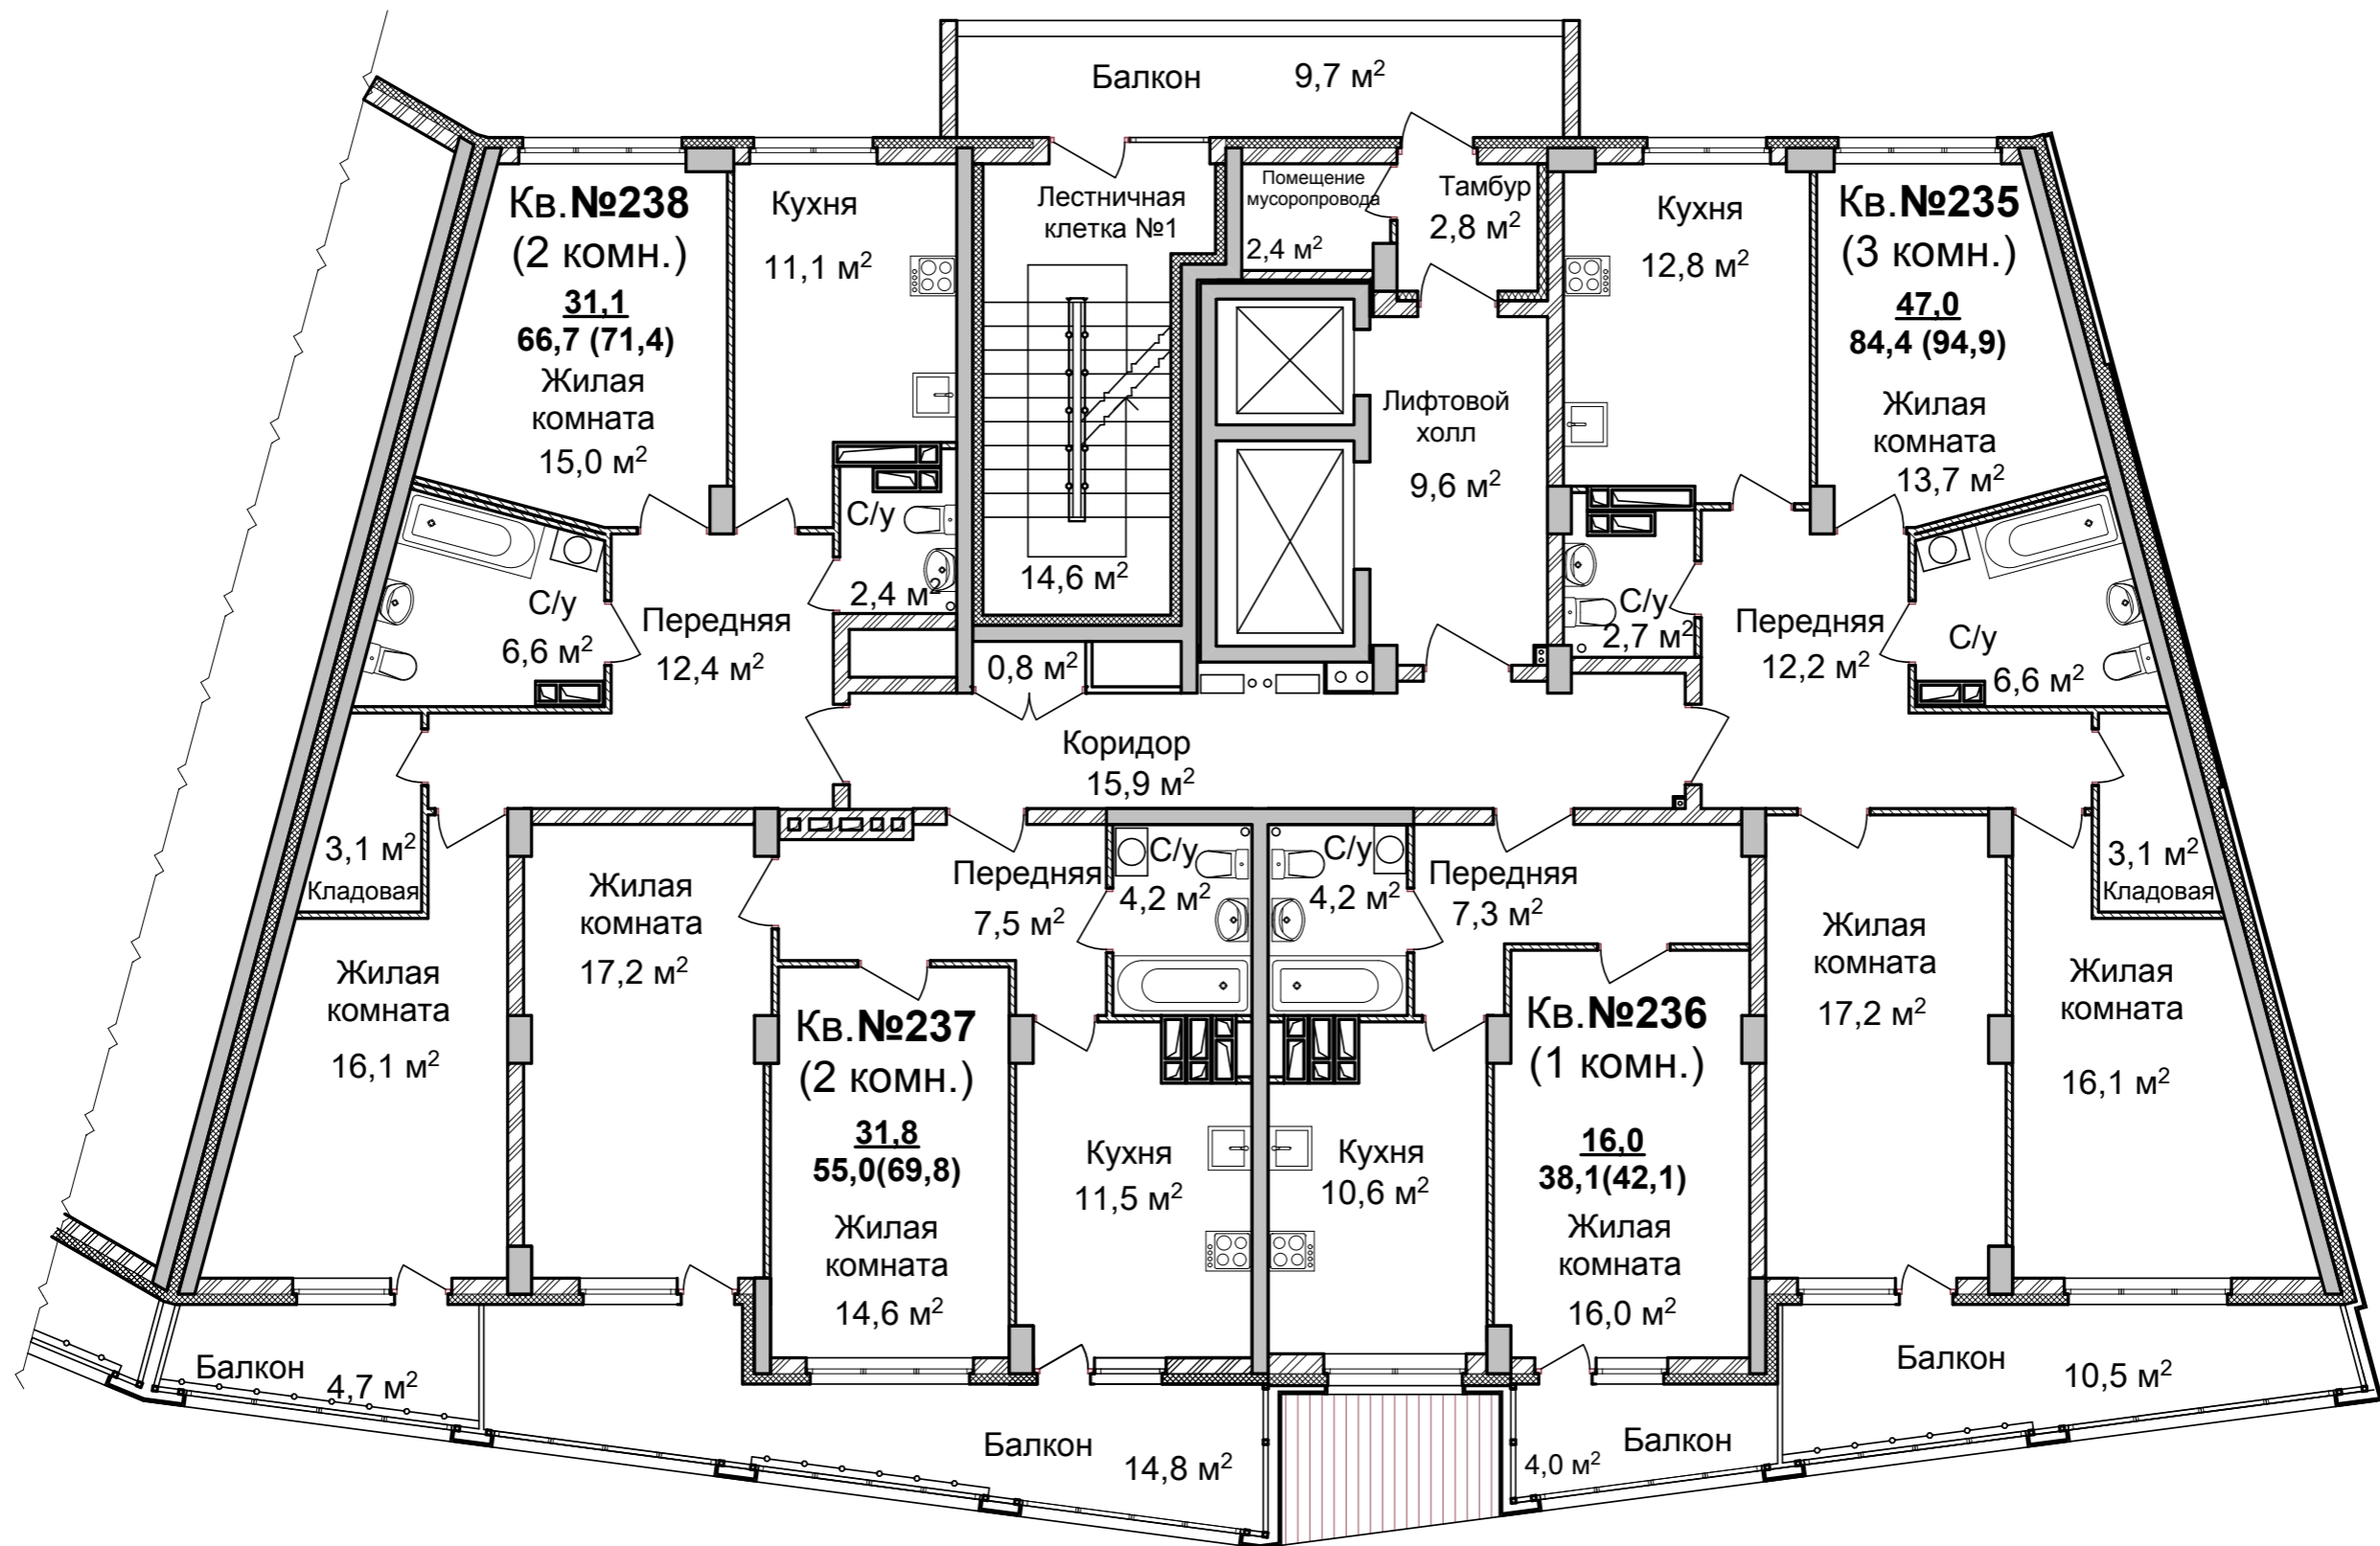 Балкон 9,7 м²
Кв.№238
(2 комн.)
31,1
66,7 (71,4)
Жилая
комната
15,0 м²
Кухня
11,1 м²
Лестничная
клетка №1
14,6 м²
Помещение
мусоропровода
2,4 м²
Тамбур
2,8 м²
Кухня
12,8 м²
Кв.№235
(3 комн.)
47,0
84,4 (94,9)
Жилая
комната
13,7 м²
Лифтовой
холл
9,6 м²
С/у
2,4 м²
С/у
6,6 м²
Передняя
12,4 м²
0,8 м²
С/у
2,7 м²
Передняя
12,2 м²
С/у
6,6 м²
Коридор
15,9 м²
3,1 м²
Кладовая
Жилая
комната
16,1 м²
Жилая
комната
17,2 м²
Передняя
7,5 м²
С/у
4,2 м²
С/у
4,2 м²
Передняя
7,3 м²
Жилая
комната
17,2 м²
3,1 м²
Кладовая
Жилая
комната
16,1 м²
Кв.№237
(2 комн.)
31,8
55,0(69,8)
Жилая
комната
14,6 м²
Кухня
11,5 м²
Кухня
10,6 м²
Кв.№236
(1 комн.)
16,0
38,1(42,1)
Жилая
комната
16,0 м²
Балкон
4,7 м²
Балкон
14,8 м²
Балкон
4,0 м²
Балкон
10,5 м²